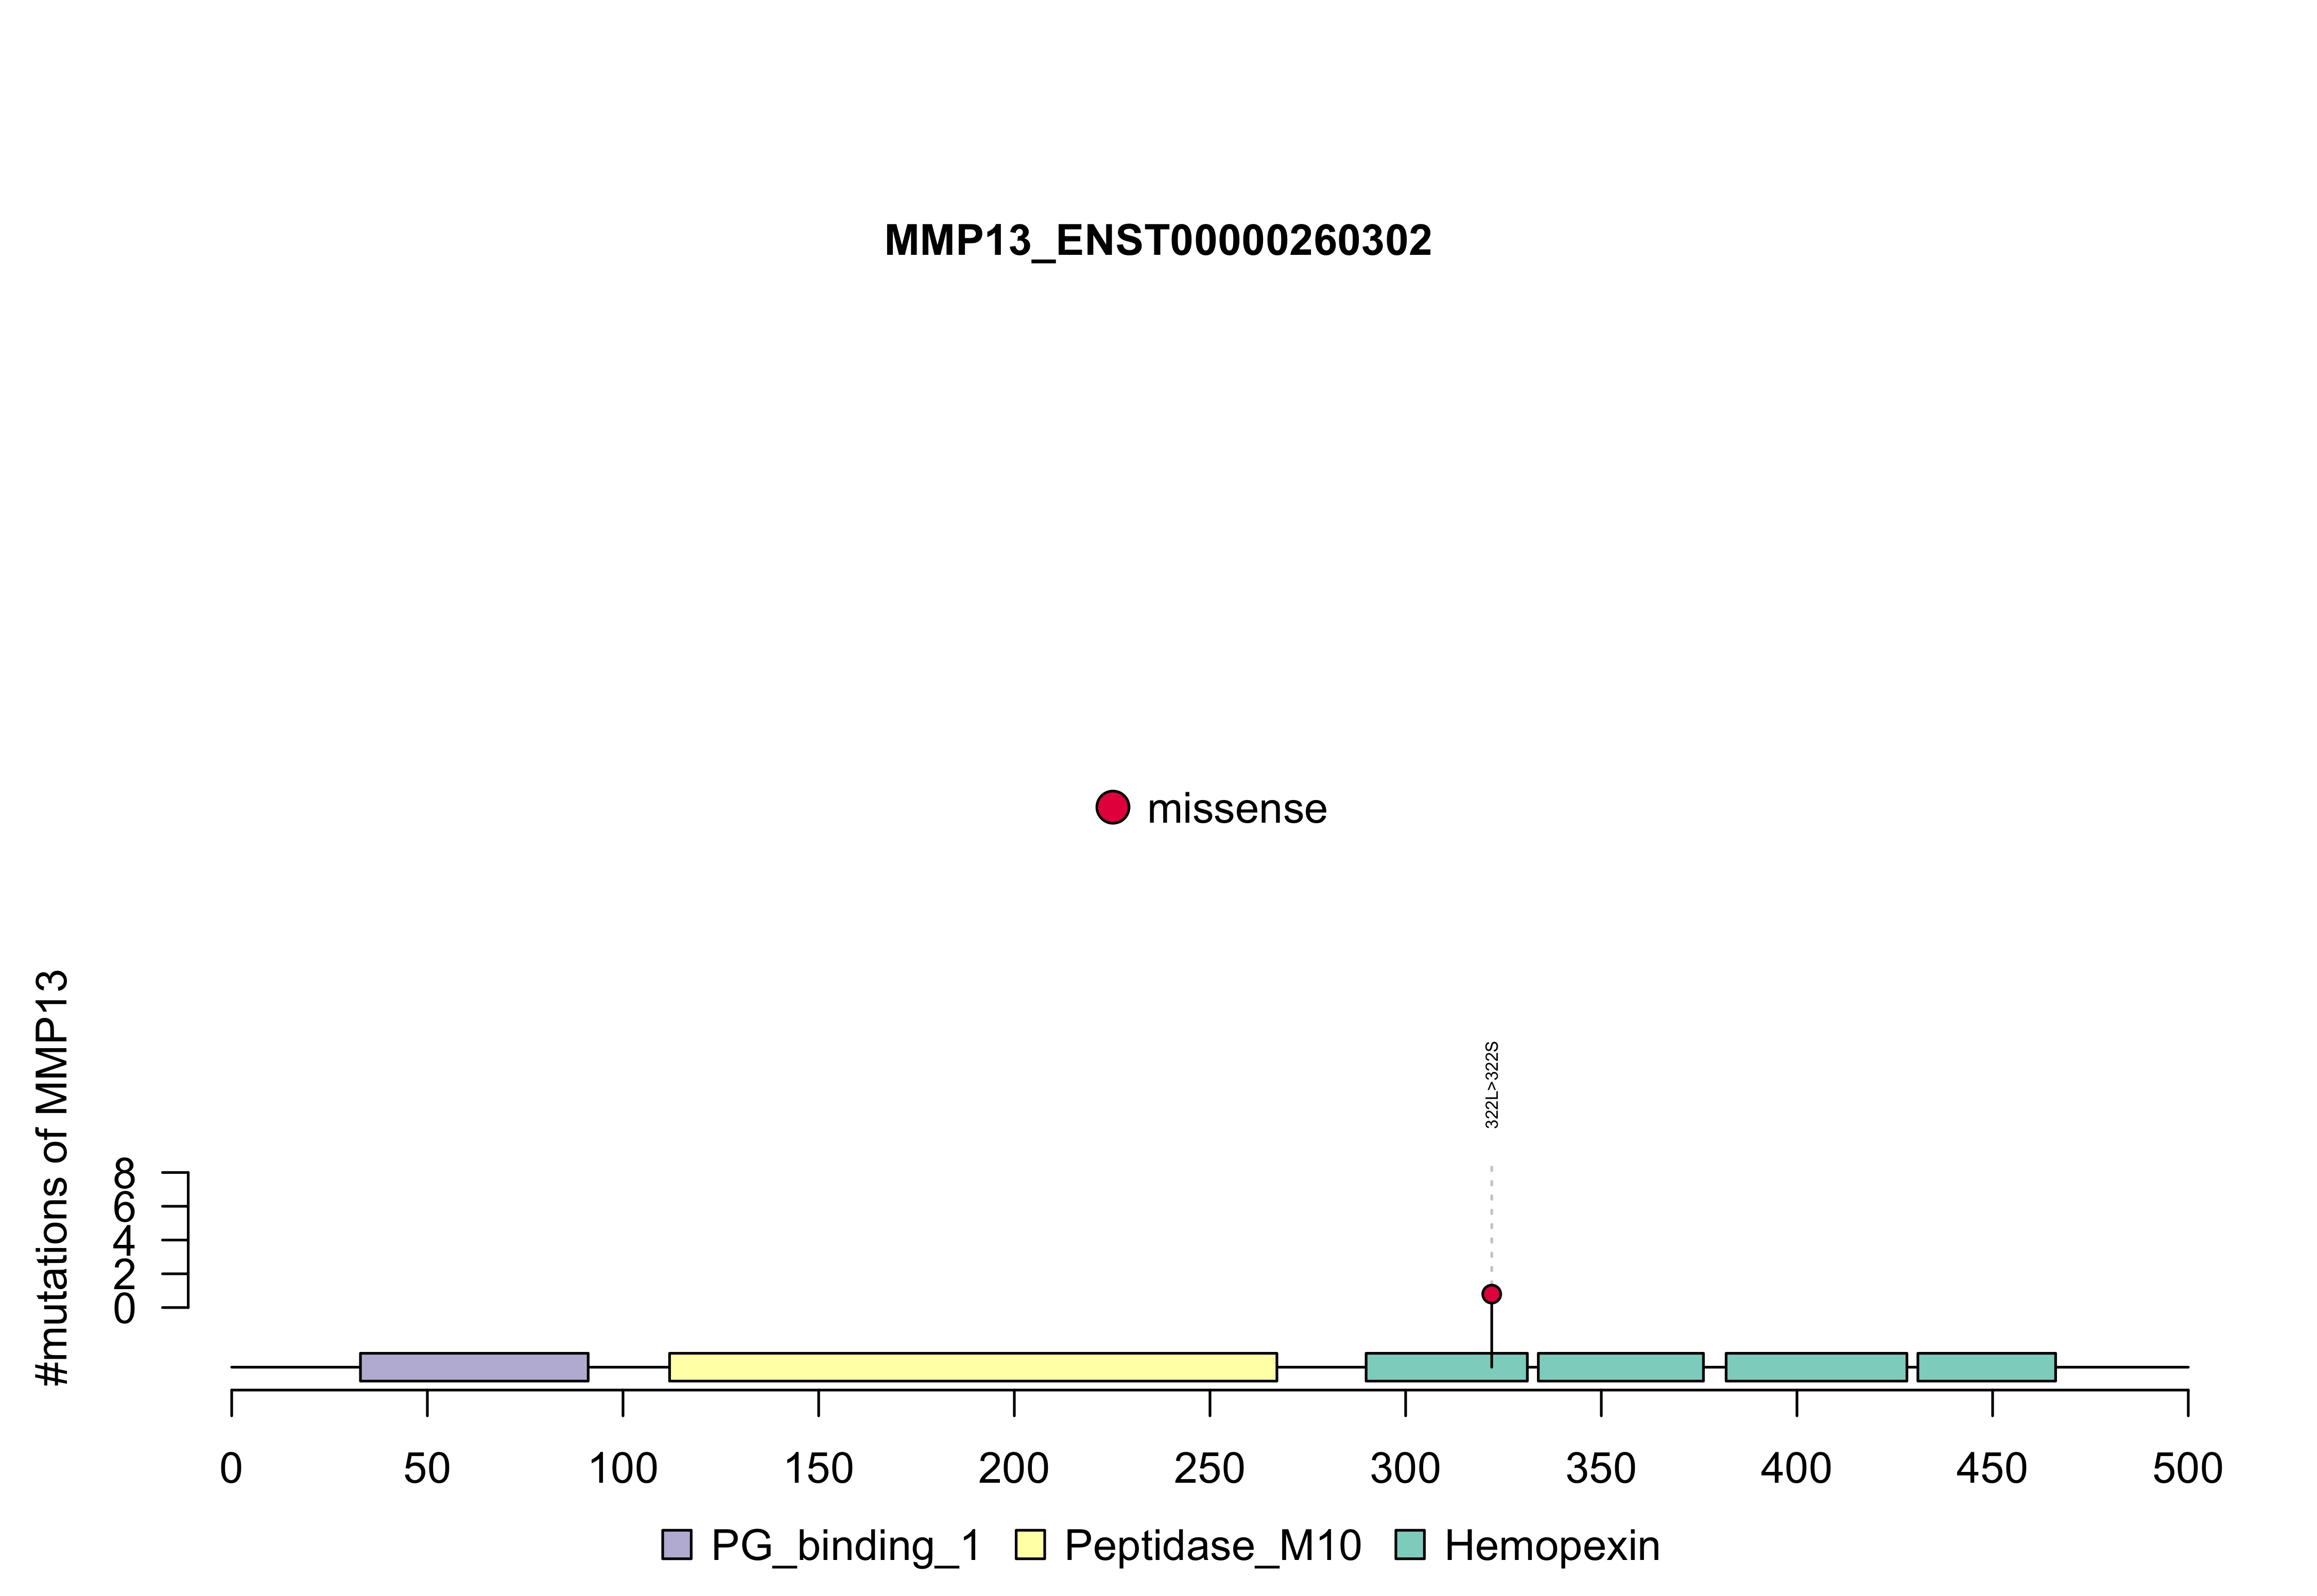 MMP13_ENST00000260302
missense
#mutations of MMP13
322L>322S
8
6
4
2
0
0 50 100 150 200 250 300 350 400 450 500
PG_binding_1 Peptidase_M10 Hemopexin